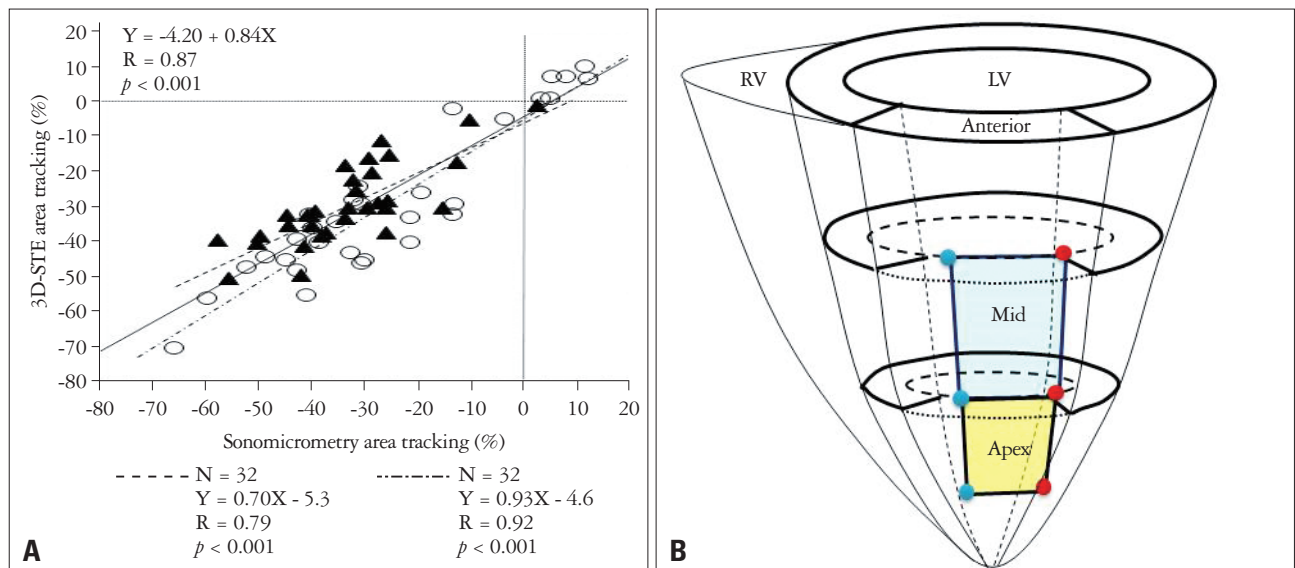 Y = -4.20 + 0.84X
R = 0.87
p < 0.001
3D-STE area tracking (%)
20
10
0
-10
-20
-30
-40
-50
-60
-70
-80
-80 -70 -60 -50 -40 -30 -20 -10 0 10 20
Sonomicrometry area tracking (%)
N = 32
Y = 0.70X - 5.3
R = 0.79
p < 0.001
N = 32
Y = 0.93X - 4.6
R = 0.92
p < 0.001
A
RV
LV
Anterior
Mid
Apex
B